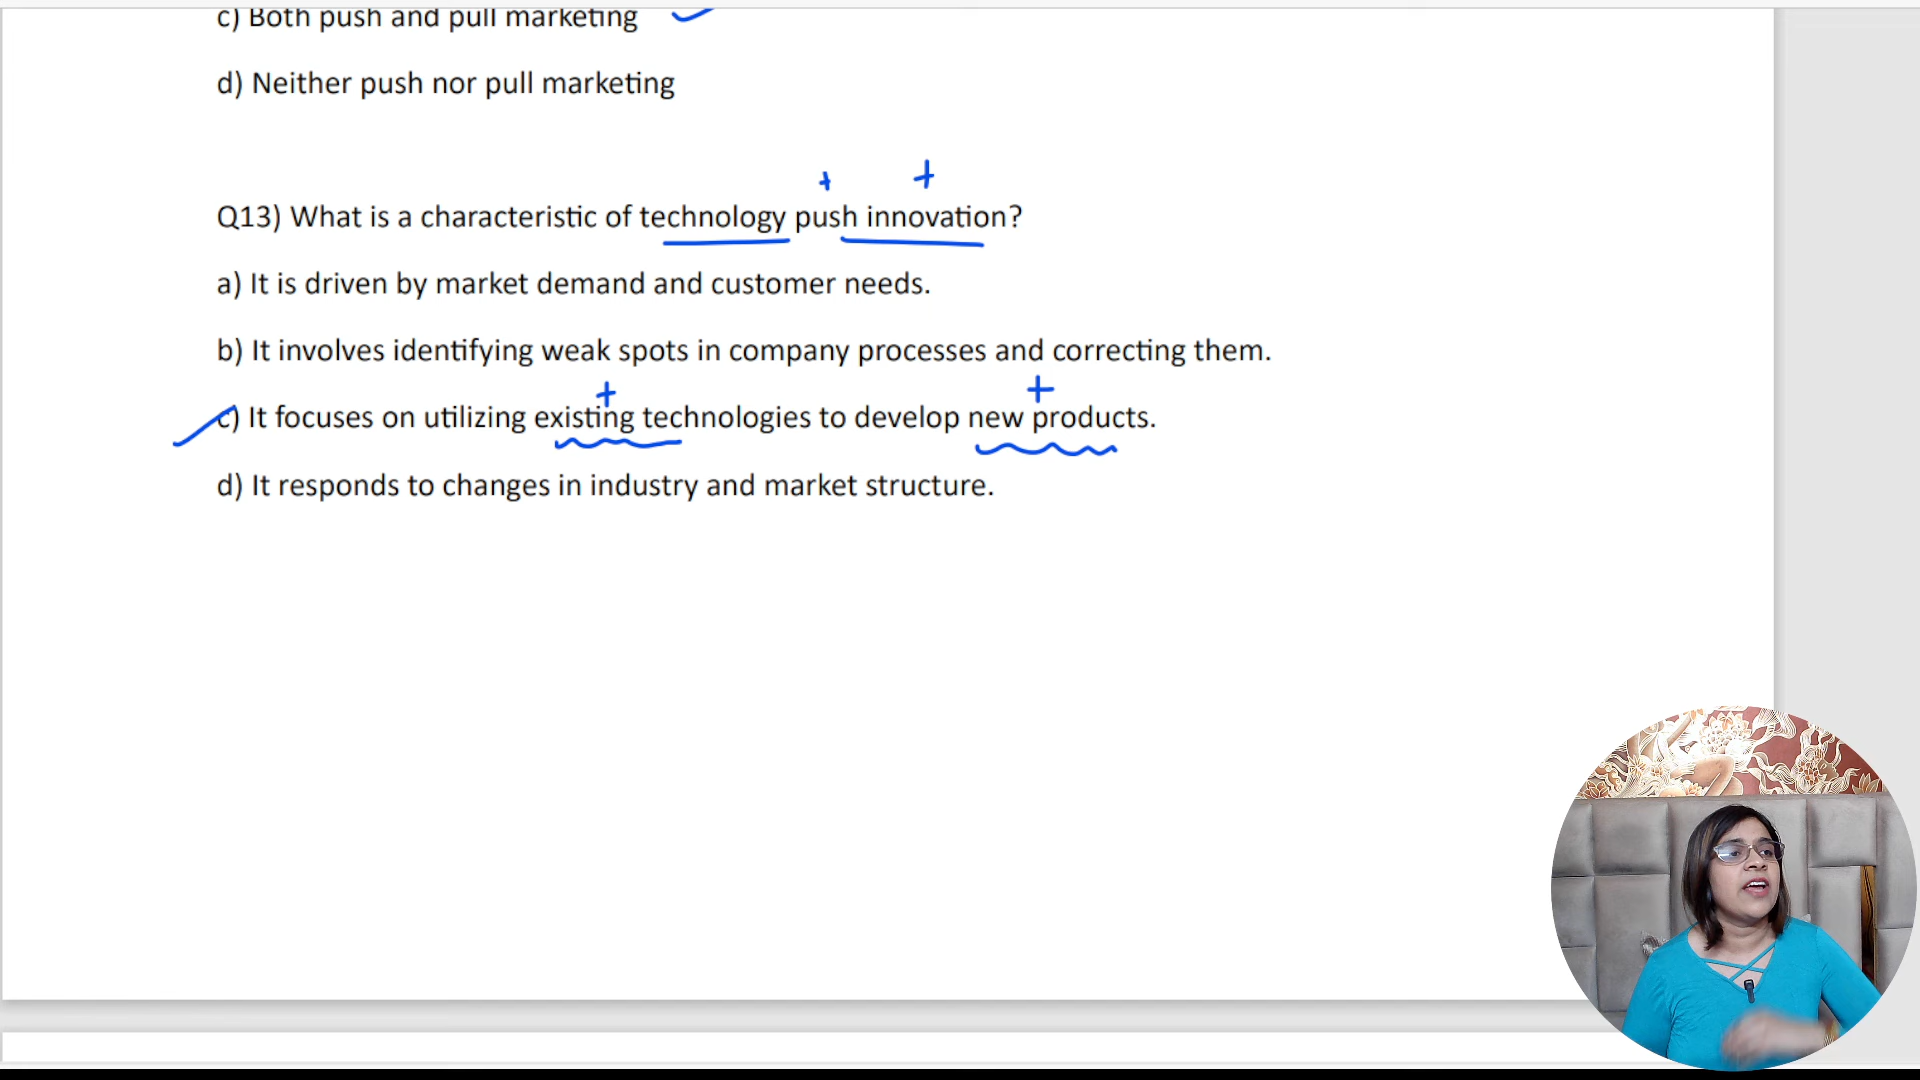 c) Both push and pull marketing
d) Neither push nor pull marketing
Q13) What is a characteristic of technology push innovation?
a) It is driven by market demand and customer needs.
b) It involves identifying weak spots in company processes and correcting them.
c) It focuses on utilizing existing technologies to develop new products.
d) It responds to changes in industry and market structure.